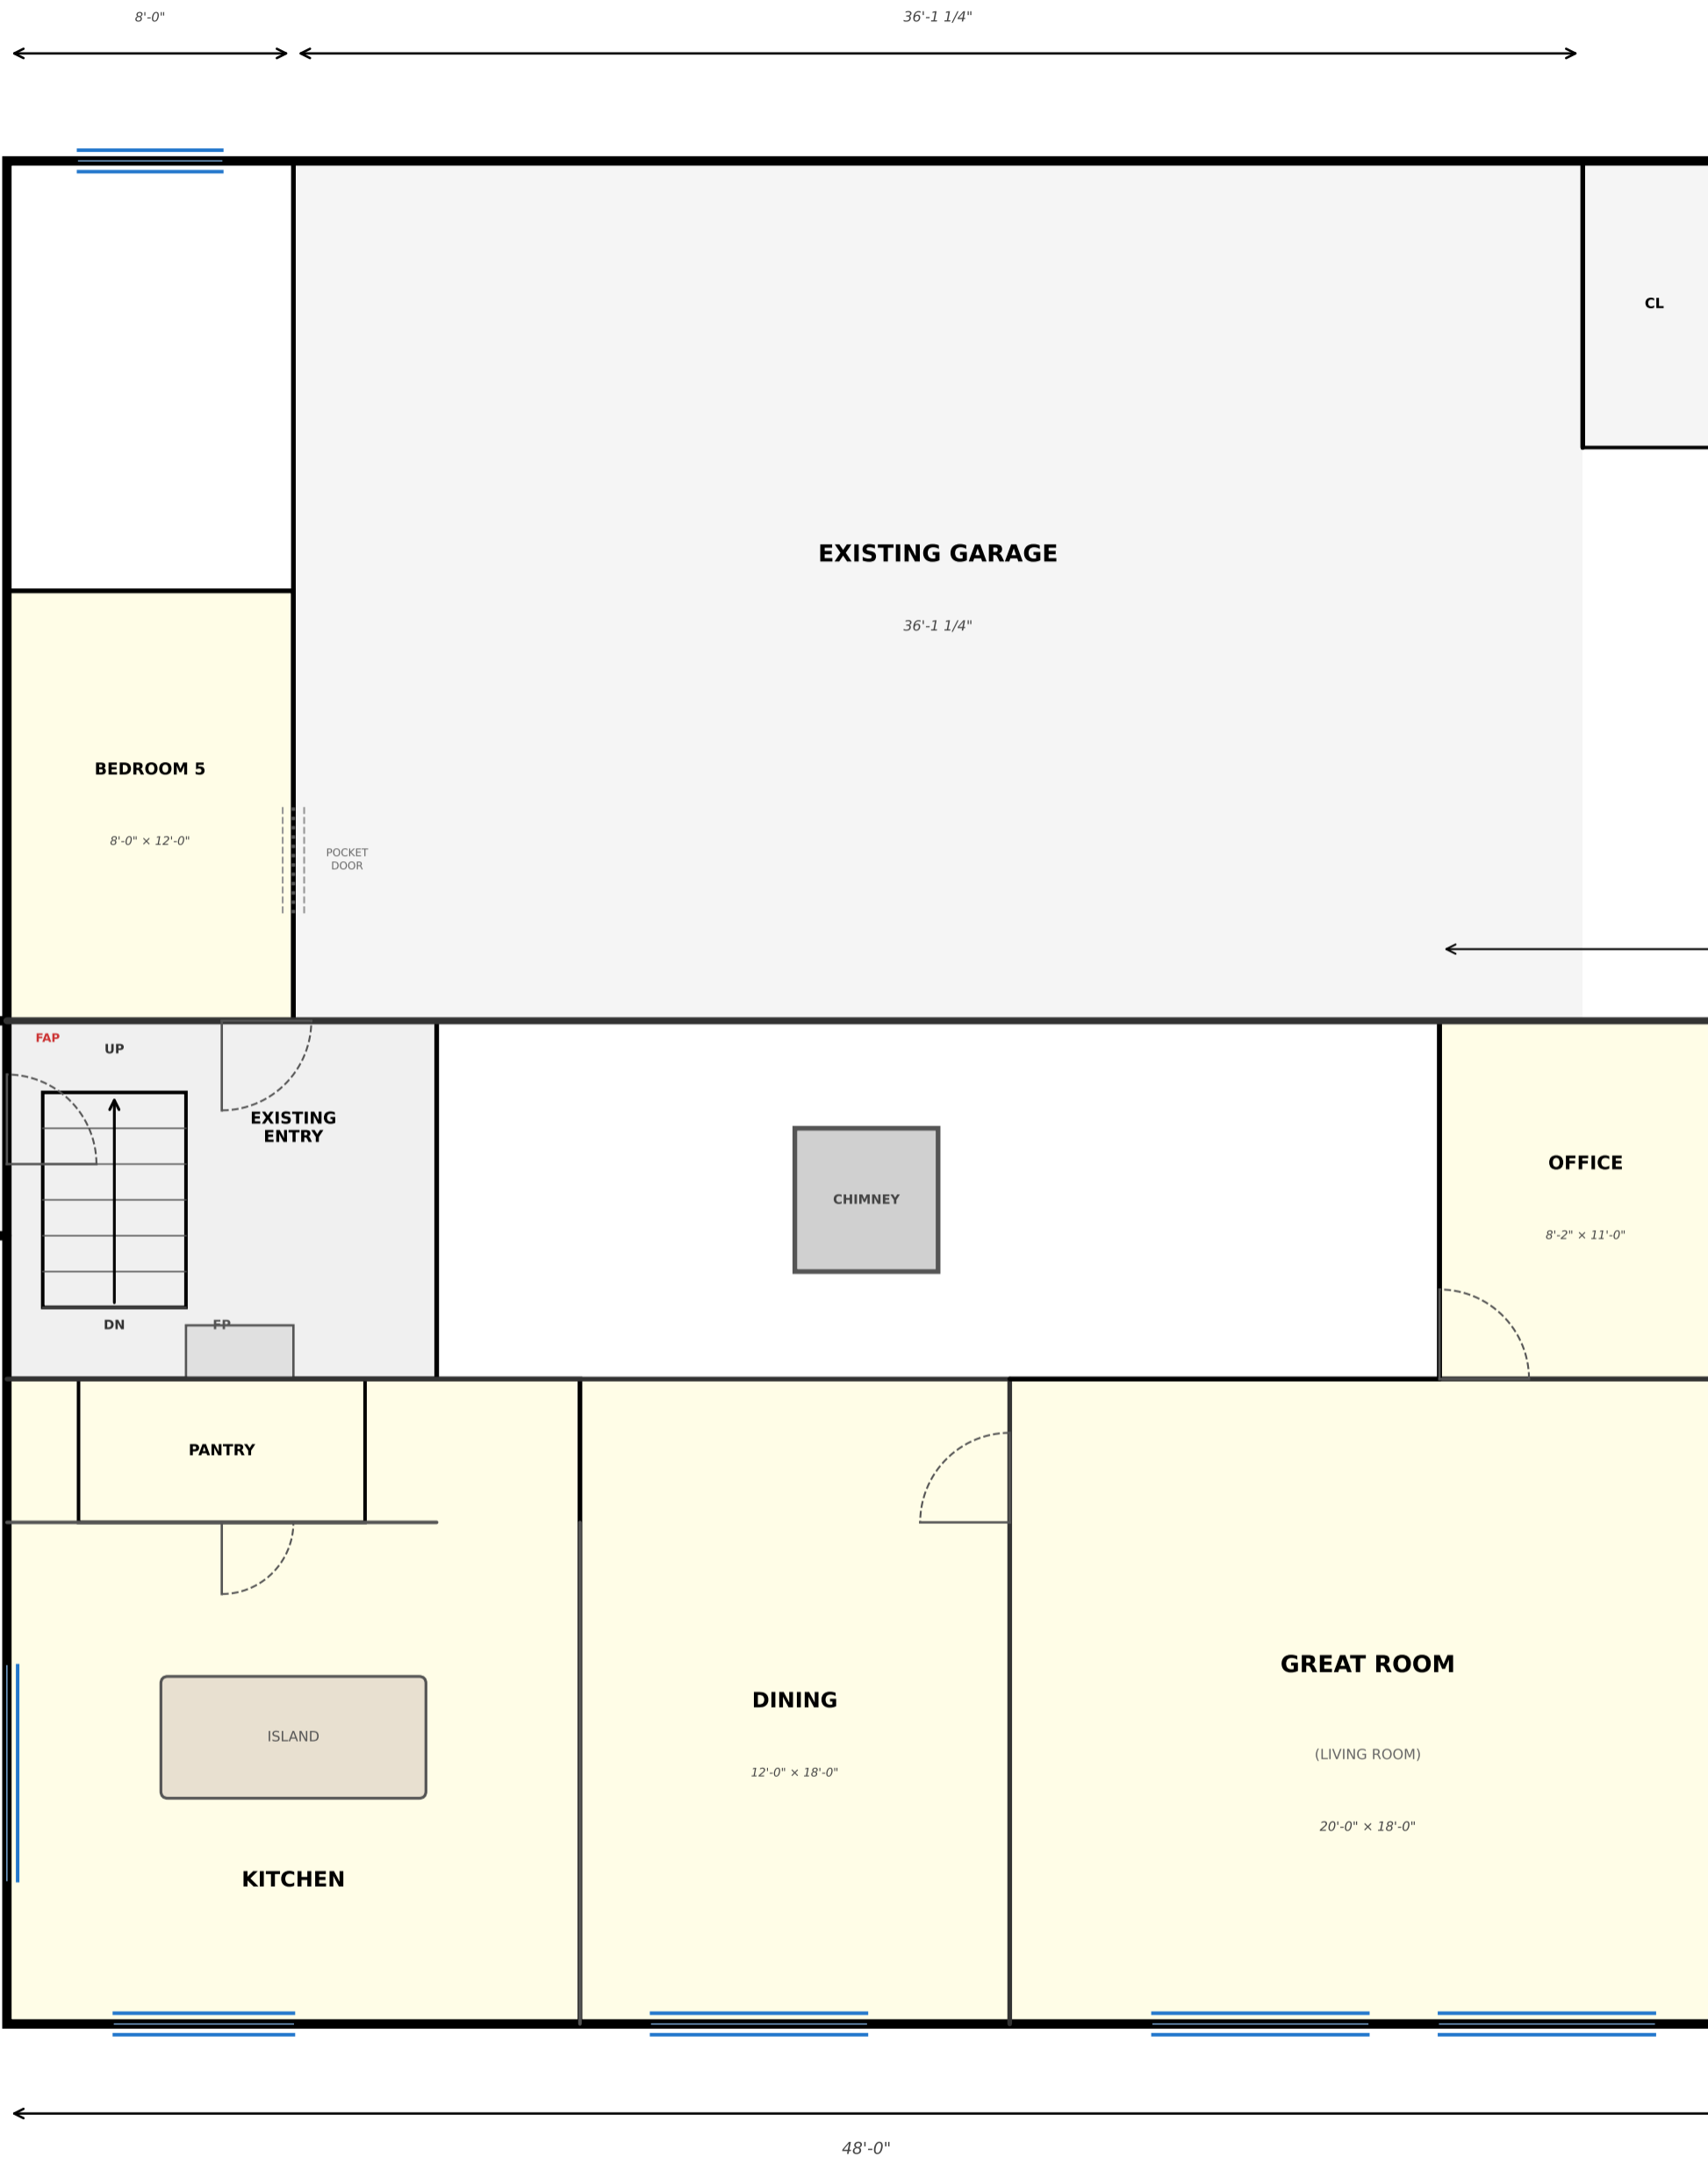 8'-0"
36'-1 1/4"
CL
EXISTING GARAGE
36'-1 1/4"
BEDROOM 5
8'-0" × 12'-0"
POCKET
DOOR
FAP
UP
EXISTING
ENTRY
CHIMNEY
OFFICE
8'-2" × 11'-0"
DN
FP
PANTRY
GREAT ROOM
DINING
ISLAND
(LIVING ROOM)
12'-0" × 18'-0"
20'-0" × 18'-0"
KITCHEN
48'-0"